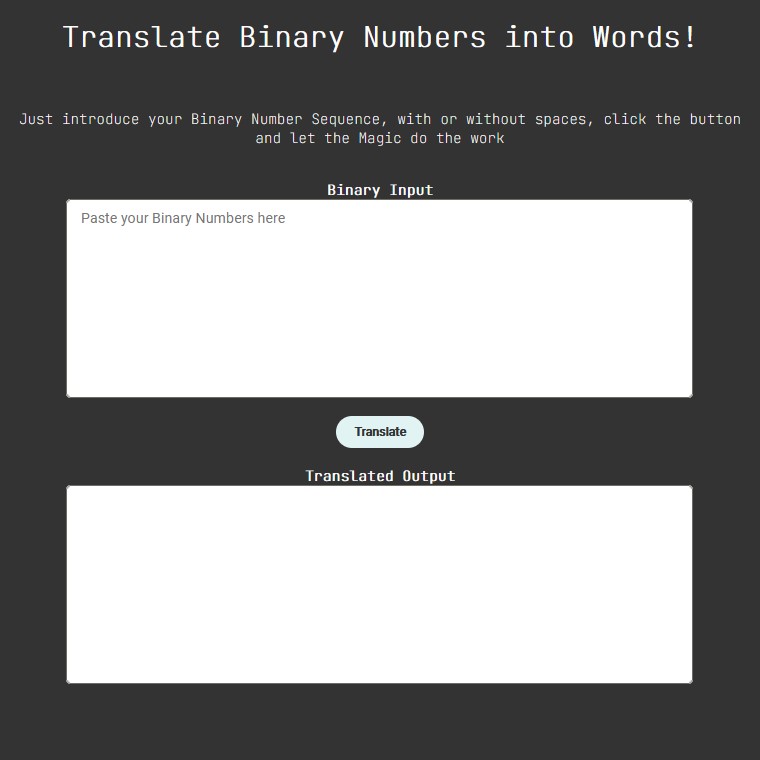 Translate Binary Numbers into Words!
Just introduce your Binary Number Sequence, with or without spaces, click the button
and let the Magic do the work
Binary Input
Paste your Binary Numbers here
Translate
Translated Output